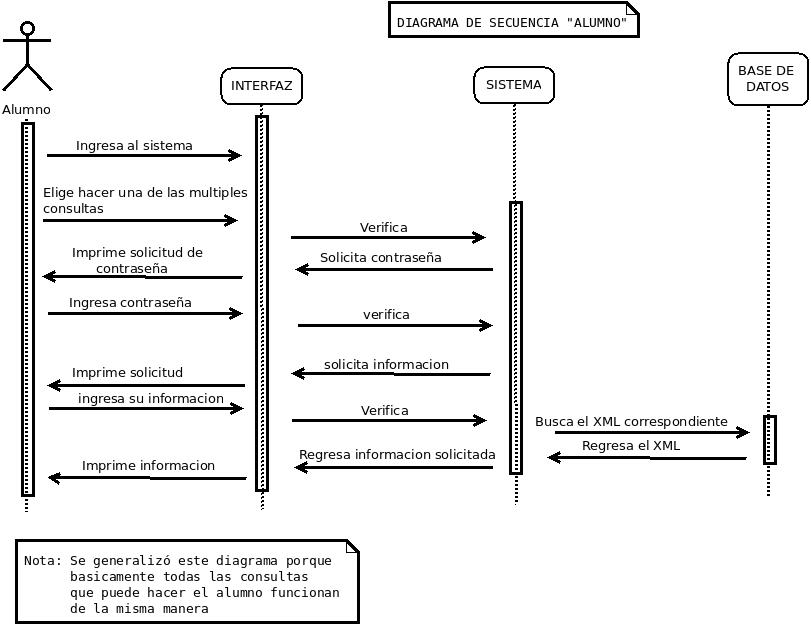 DIAGRAMA DE SECUENCIA "ALUMNO"
Alumno
INTERFAZ
SISTEMA
BASE DE
DATOS
Ingresa al sistema
Elige hacer una de las multiples
consultas
Verifica
Solicita contraseña
Imprime solicitud de
contraseña
Ingresa contraseña
verifica
solicita informacion
Imprime solicitud
ingresa su informacion
Verifica
Busca el XML correspondiente
Regresa el XML
Regresa informacion solicitada
Imprime informacion
Nota: Se generalizó este diagrama porque
basicamente todas las consultas
que puede hacer el alumno funcionan
de la misma manera